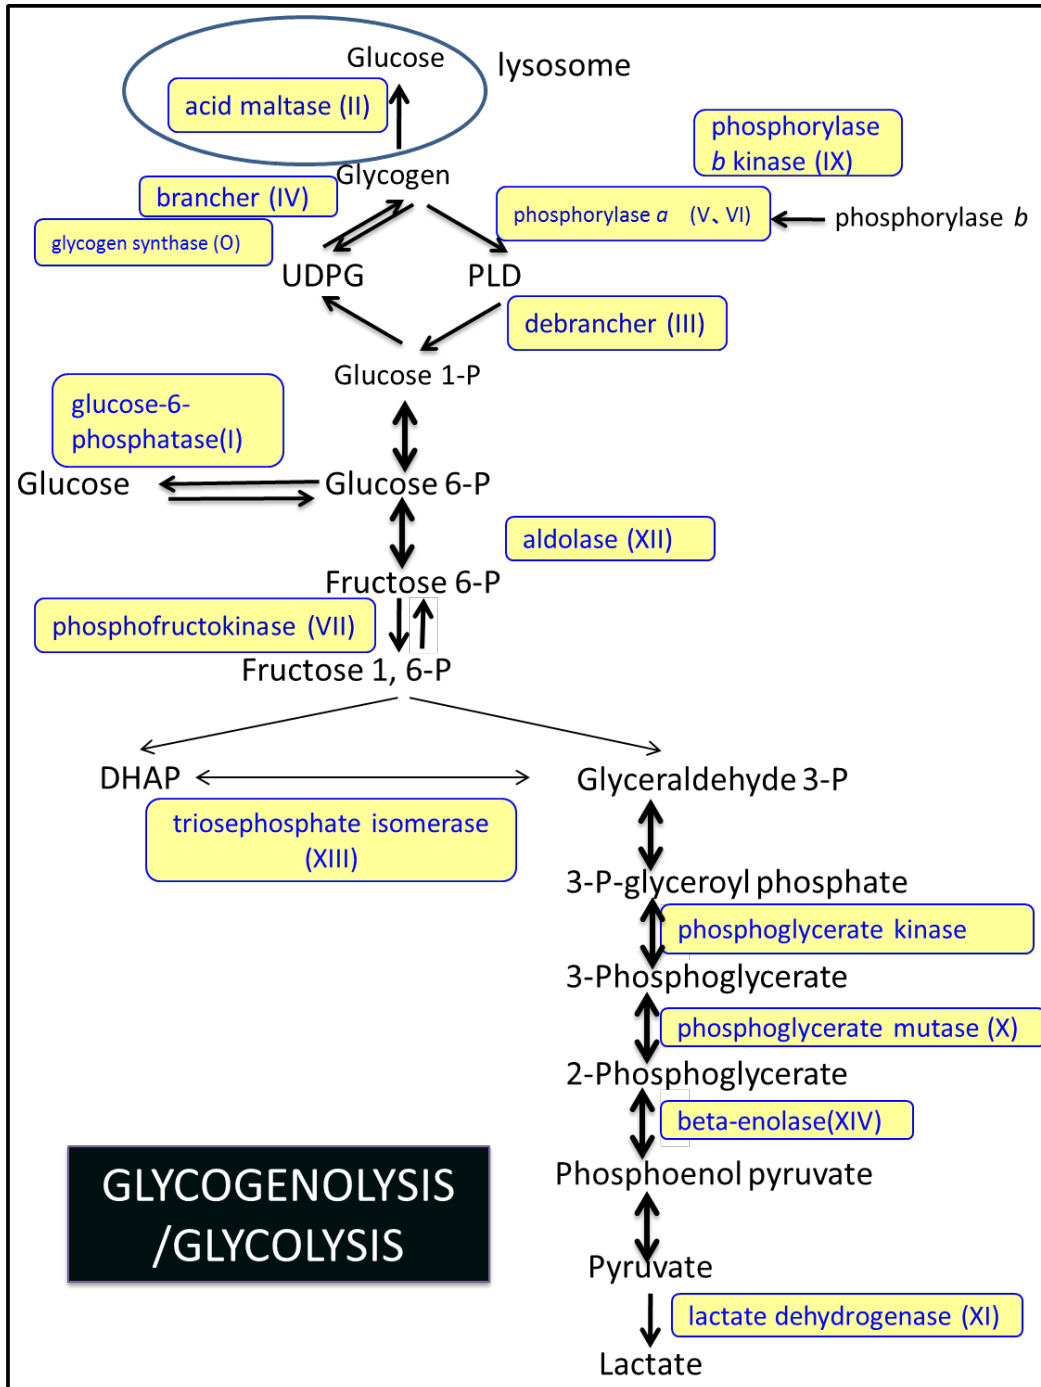 Glucose
lysosome
acid maltase (II)
phosphorylase
b kinase (IX)
Glycogen
brancher (IV)
phosphorylase a (V、VI)
phosphorylase b
glycogen synthase (O)
UDPG
PLD
debrancher (III)
Glucose 1-P
glucose-6-
phosphatase(I)
Glucose
Glucose 6-P
aldolase (XII)
Fructose 6-P
phosphofructokinase (VII)
Fructose 1, 6-P
DHAP
Glyceraldehyde 3-P
triosephosphate isomerase
(XIII)
3-P-glyceroyl phosphate
phosphoglycerate kinase
3-Phosphoglycerate
phosphoglycerate mutase (X)
2-Phosphoglycerate
beta-enolase(XIV)
Phosphoenol pyruvate
GLYCOGENOLYSIS
/GLYCOLYSIS
Pyruvate
lactate dehydrogenase (XI)
Lactate